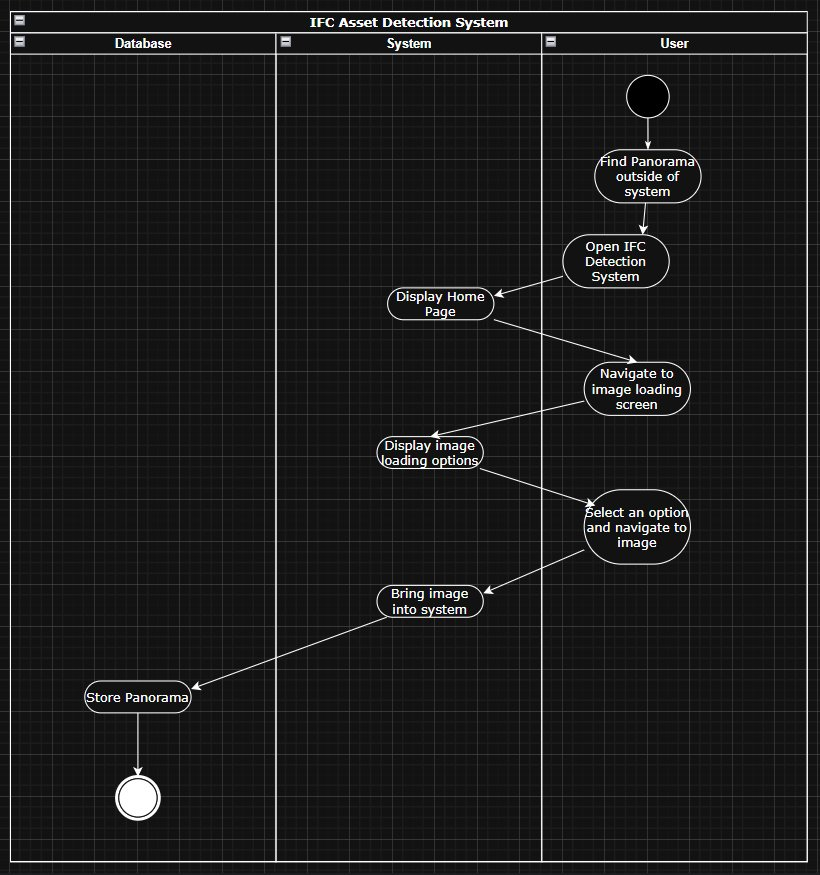 IFC Asset Detection System
Database
System
User
Find Panorama
outside of
system
Open IFC
Detection
System
Display Home
Page
Navigate to
image loading
screen
Display image
loading options
Select an option
and navigate to
image
Bring image
into system
Store Panorama